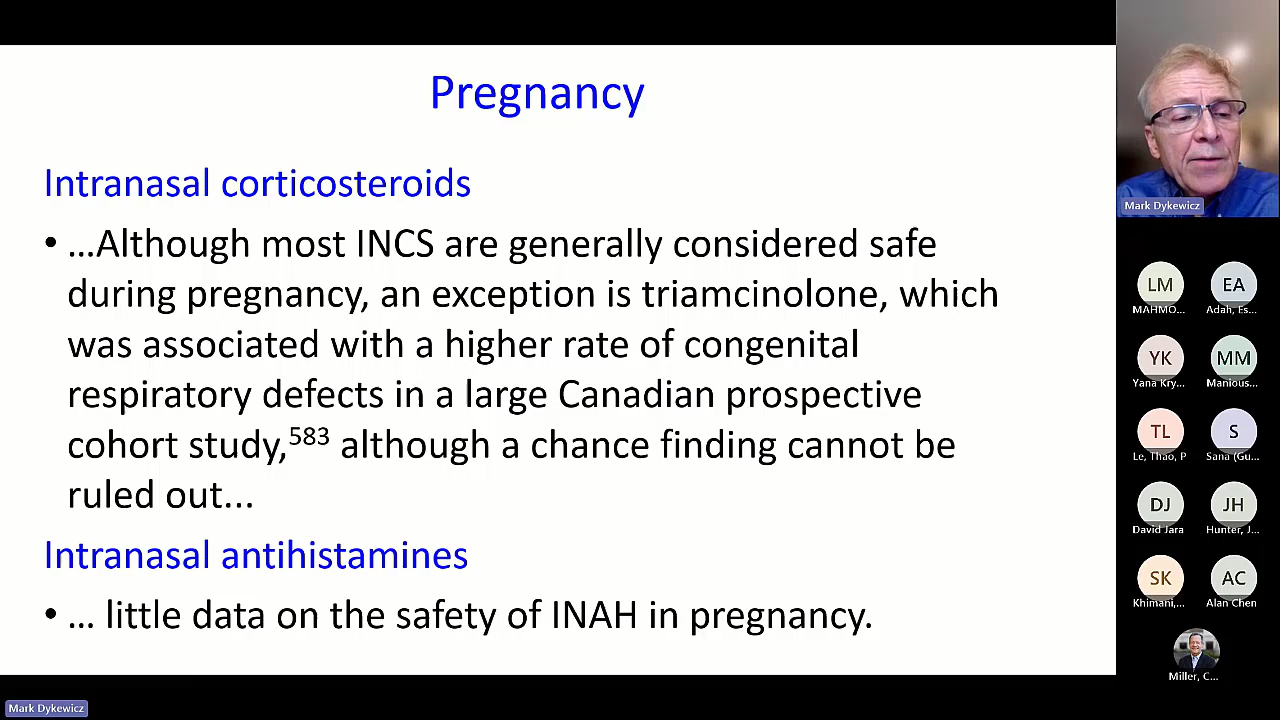 Pregnancy
Intranasal corticosteroids
• …Although most INCS are generally considered safe
during pregnancy, an exception is triamcinolone, which
was associated with a higher rate of congenital
respiratory defects in a large Canadian prospective
cohort study,583 although a chance finding cannot be
ruled out...
Intranasal antihistamines
• … little data on the safety of INAH in pregnancy.
Mark Dykewicz
LM
MAHMO...
EA
Adah, Es...
YK
Yana Kry...
MM
Manious...
TL
Le, Thao, P
S
Sana (Gu...
DJ
David Jara
JH
Hunter, J...
SK
Khimani,...
AC
Alan Chen
Miller, C...
Mark Dykewicz